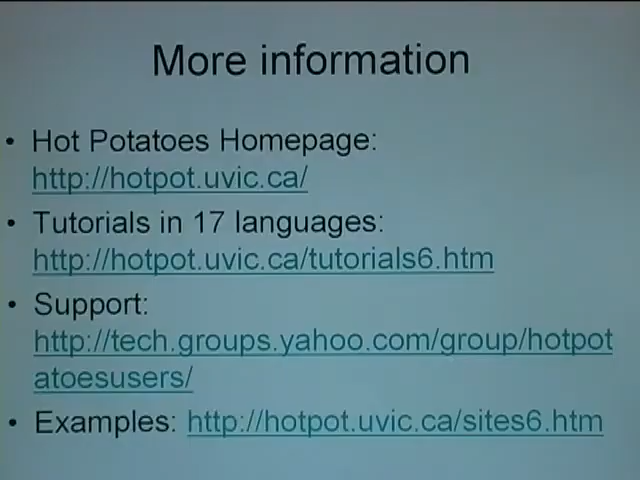 More information
• Hot Potatoes Homepage:
http://hotpot.uvic.ca/
• Tutorials in 17 languages:
http://hotpot.uvic.ca/tutorials6.htm
• Support:
http://tech.groups.yahoo.com/group/hotpot
atoesusers/
• Examples: http://hotpot.uvic.ca/sites6.htm